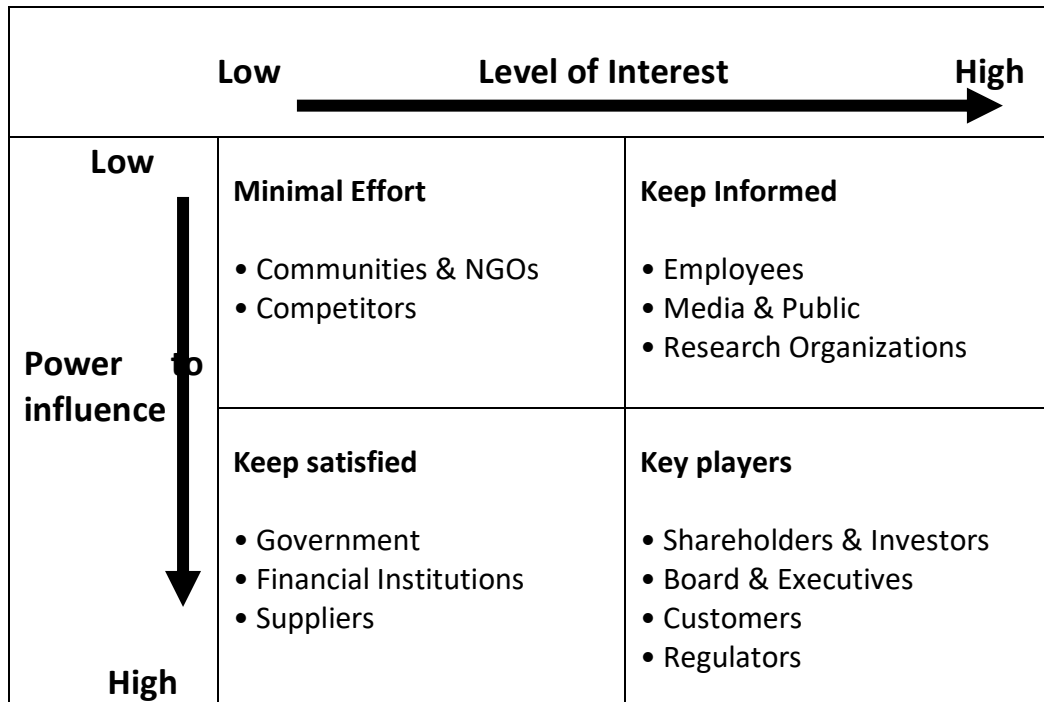 Low Level of Interest High
Low
Power to
influence
High
Minimal Effort
• Communities & NGOs
• Competitors
Keep Informed
• Employees
• Media & Public
• Research Organizations
Keep satisfied
• Government
• Financial Institutions
• Suppliers
Key players
• Shareholders & Investors
• Board & Executives
• Customers
• Regulators